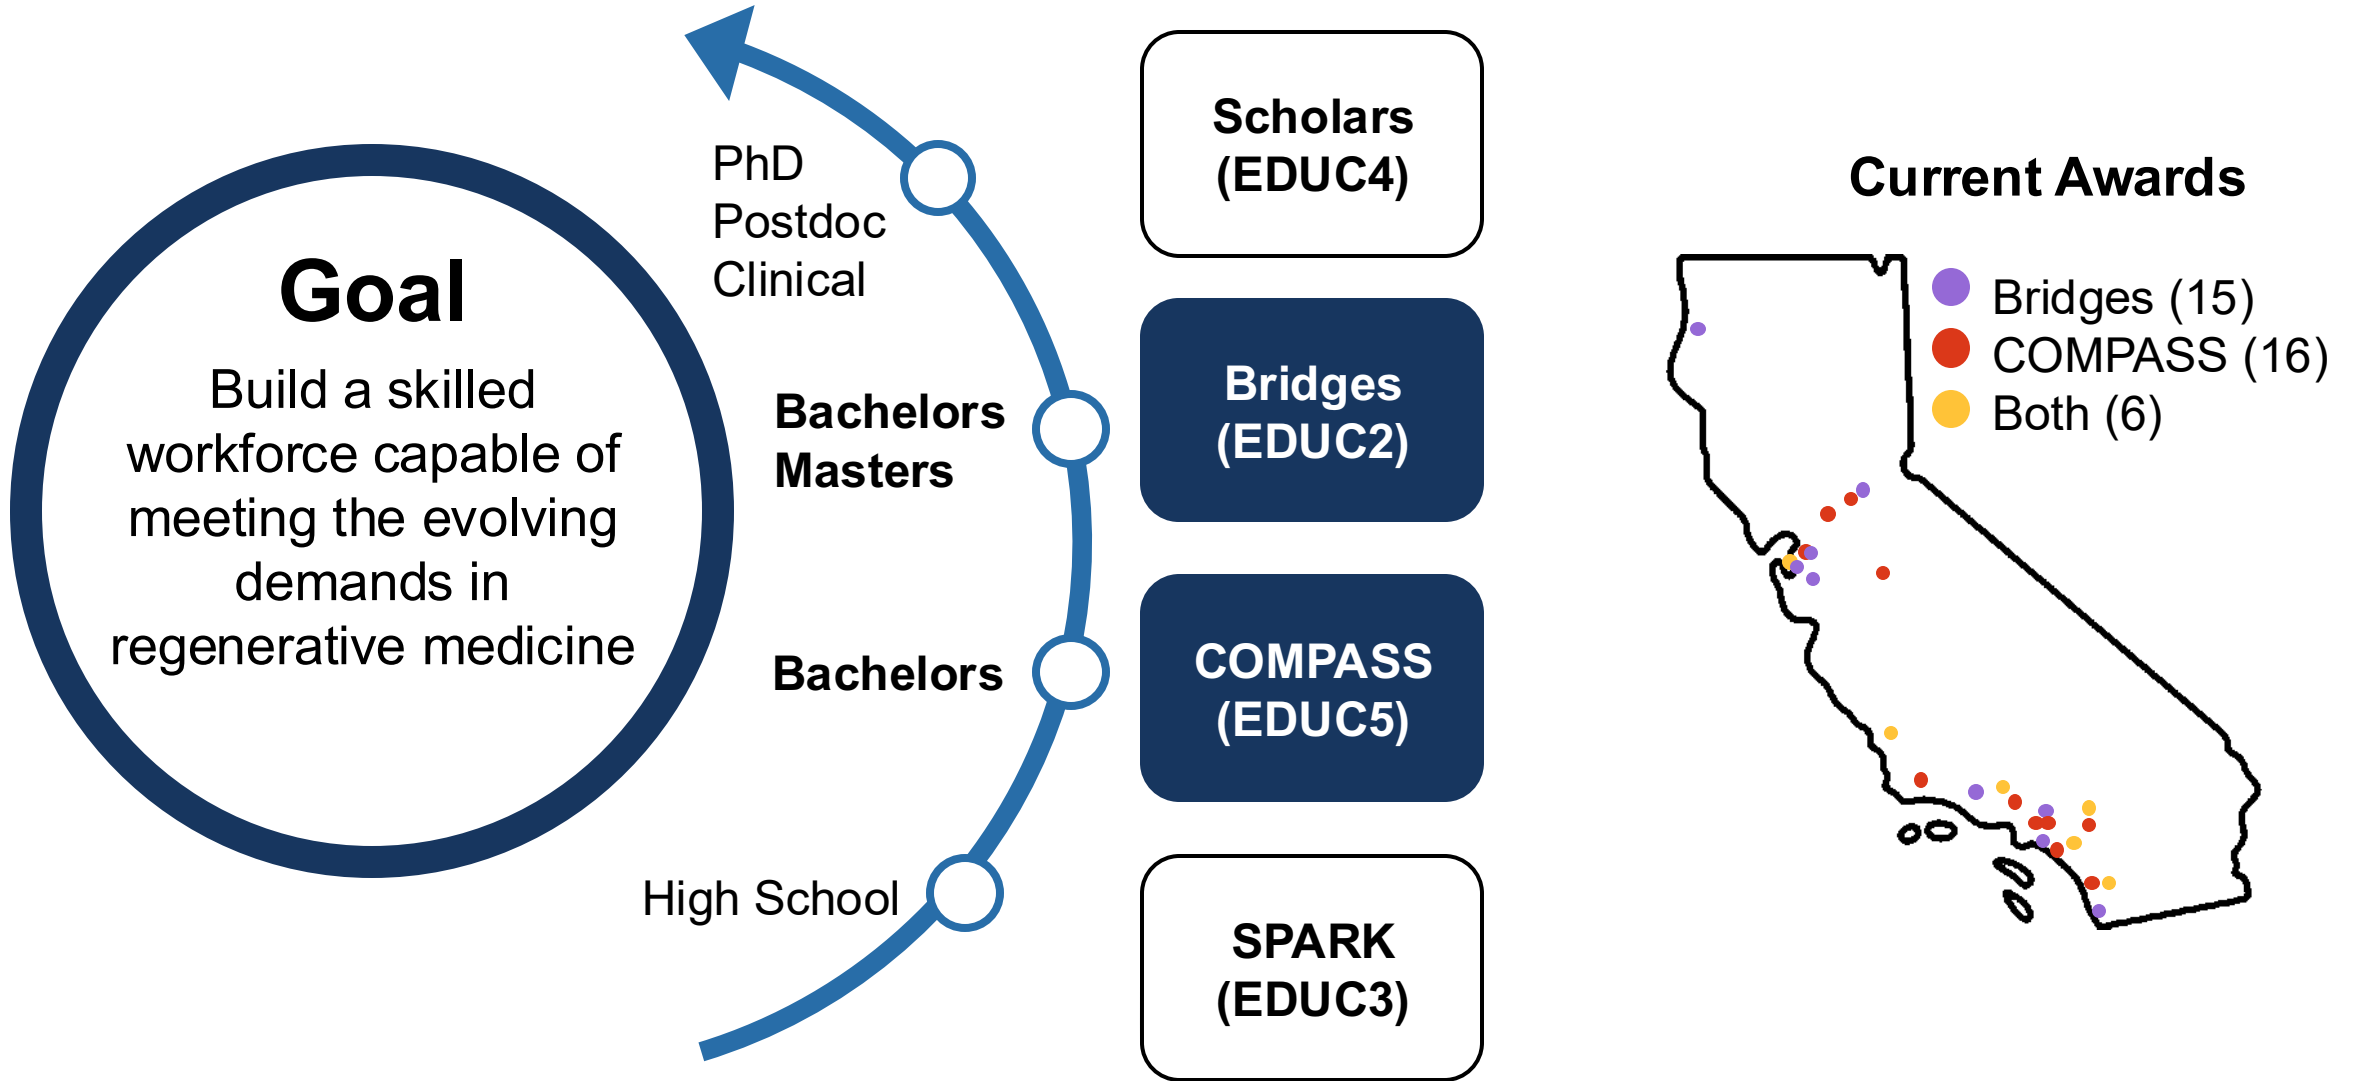 Goal
Build a skilled
workforce capable of
meeting the evolving
demands in
regenerative medicine
PhD
Postdoc
Clinical
Bachelors
Masters
Bachelors
High School
Scholars
(EDUC4)
Bridges
(EDUC2)
COMPASS
(EDUC5)
SPARK
(EDUC3)
Current Awards
Bridges (15)
COMPASS (16)
Both (6)